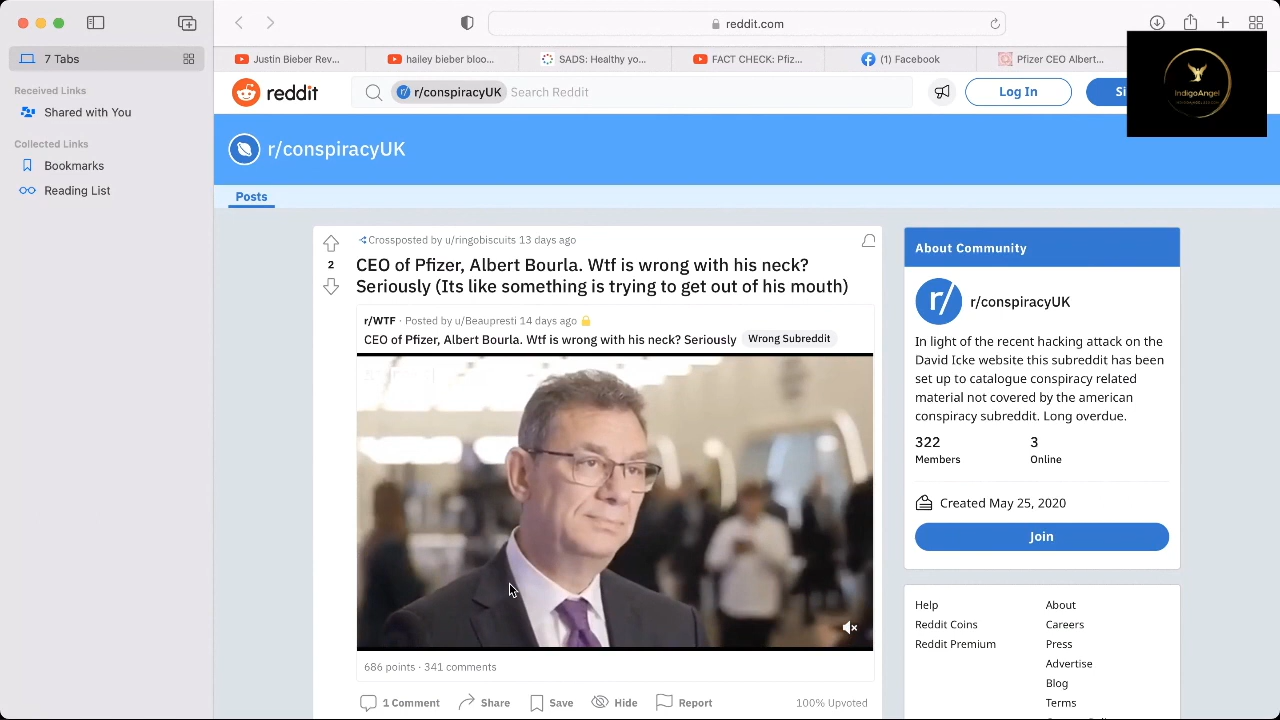 7 Tabs
Received Links
Shared with You
Collected Links
Bookmarks
Reading List
reddit.com
Justin Bieber Rev...
hailey bieber bloc...
SADS: Healthy yo...
FACT CHECK: Pfiz...
(1) Facebook
Pfizer CEO Albert...
IndigoAngel
reddit
r/conspiracyUK
Search Reddit
Log In
Si
r/conspiracyUK
Posts
Crossposted by u/ringobiscuits 13 days ago
2
CEO of Pfizer, Albert Bourla. Wtf is wrong with his neck?
Seriously (Its like something is trying to get out of his mouth)
r/WTF · Posted by u/Beaupresti 14 days ago
CEO of Pfizer, Albert Bourla. Wtf is wrong with his neck? Seriously Wrong Subreddit
686 points · 341 comments
1 Comment
Share
Save
Hide
Report
100% Upvoted
About Community
r/
r/conspiracyUK
In light of the recent hacking attack on the
David Icke website this subreddit has been
set up to catalogue conspiracy related
material not covered by the american
conspiracy subreddit. Long overdue.
322
Members
3
Online
Created May 25, 2020
Join
Help
Reddit Coins
Reddit Premium
About
Careers
Press
Advertise
Blog
Terms